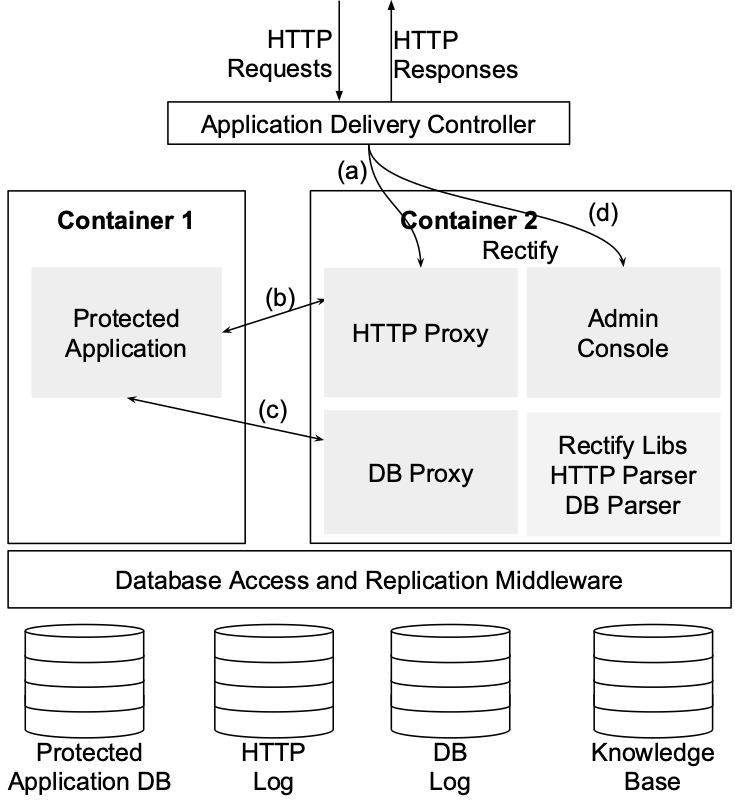 HTTP
Requests
HTTP
Responses
Application Delivery Controller
(a)
(d)
Container 1
Container 2
Rectify
Protected
Application
(b)
HTTP Proxy
Admin
Console
(c)
DB Proxy
Rectify Libs
HTTP Parser
DB Parser
Database Access and Replication Middleware
Protected
Application DB
HTTP
Log
DB
Log
Knowledge
Base